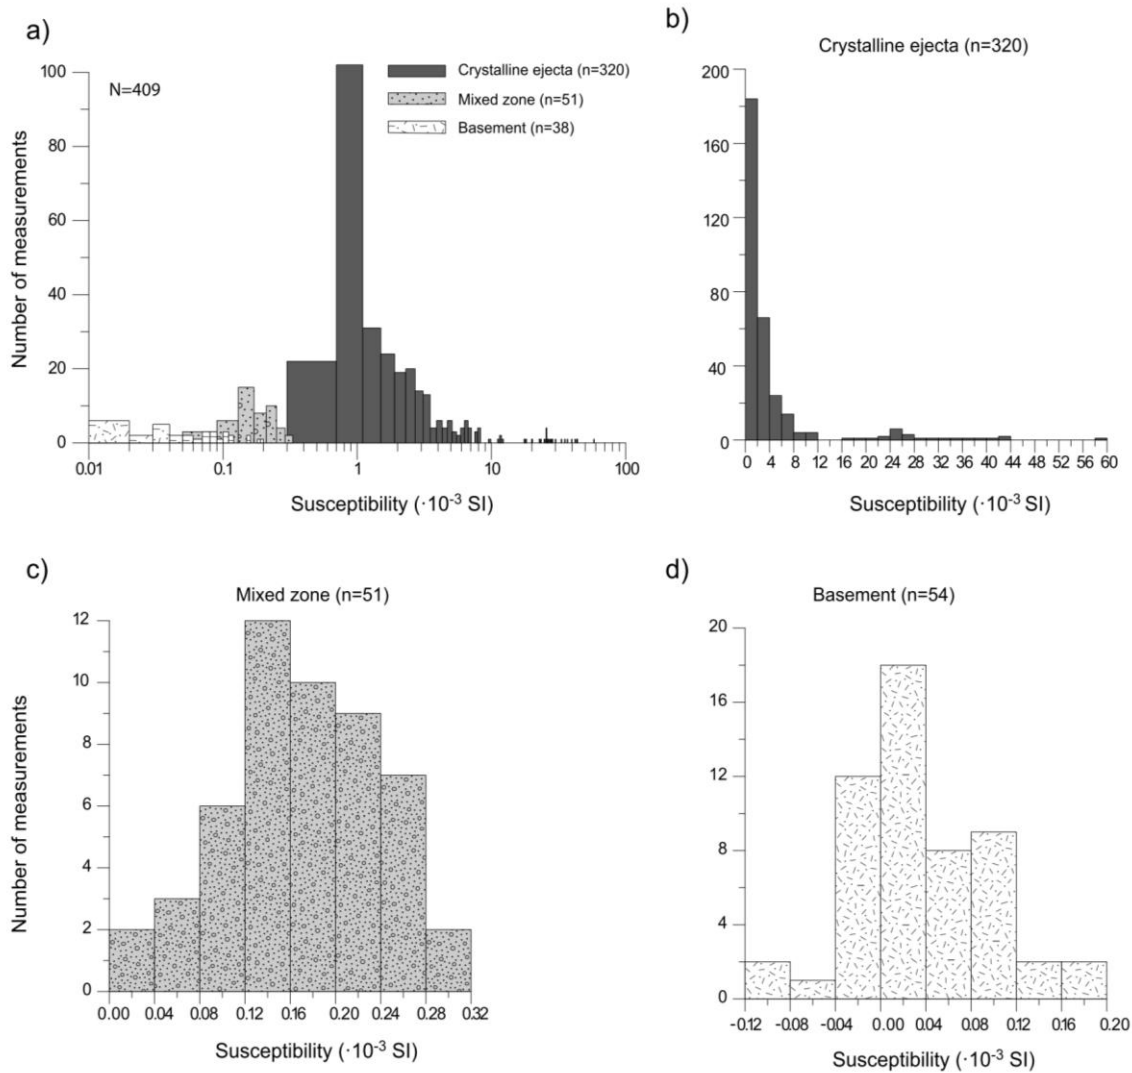 a)
N=409
Crystalline ejecta (n=320)
Mixed zone (n=51)
Basement (n=38)
100
80
60
40
20
0
Number of measurements
0.01 0.1 1 10 100
Susceptibility (·10-3 SI)
b)
Crystalline ejecta (n=320)
200
160
120
80
40
0
0 4 8 12 16 20 24 28 32 36 40 44 48 52 56 60
Susceptibility (·10-3 SI)
c)
Mixed zone (n=51)
12
10
8
6
4
2
0
Number of measurements
0.00 0.04 0.08 0.12 0.16 0.20 0.24 0.28 0.32
Susceptibility (·10-3 SI)
d)
Basement (n=54)
20
16
12
8
4
0
-0.12 -0.08 -0.04 0.00 0.04 0.08 0.12 0.16 0.20
Susceptibility (·10-3 SI)